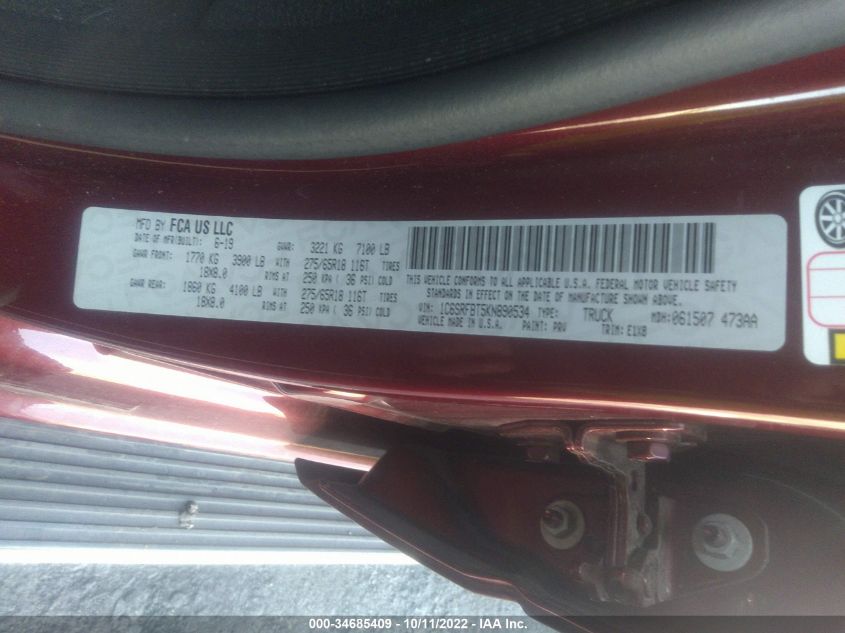 MFD BY FCA US LLC
DATE OF MFR(BUILT): 6-19 GVWR: 3221 KG 7100 LB
GAWR FRONT: 1770 KG 3900 LB WITH 275/65R18 116T TIRES
18X8.0 RIMS AT 250 KPA ( 36 PSI) COLD
GAWR REAR: 1860 KG 4100 LB WITH 275/65R18 116T TIRES
18X8.0 RIMS AT 250 KPA ( 36 PSI) COLD
THIS VEHICLE CONFORMS TO ALL APPLICABLE U.S.A. FEDERAL MOTOR VEHICLE SAFETY
STANDARDS IN EFFECT ON THE DATE OF MANUFACTURE SHOWN ABOVE.
VIN: 1C6SRFBT5KN890534 TYPE: TRUCK MDH: 061507 473AA
VEHICLE MADE IN U.S.A. PAINT: PRV TRIM: E1X8
000-34685409 - 10/11/2022 - IAA Inc.